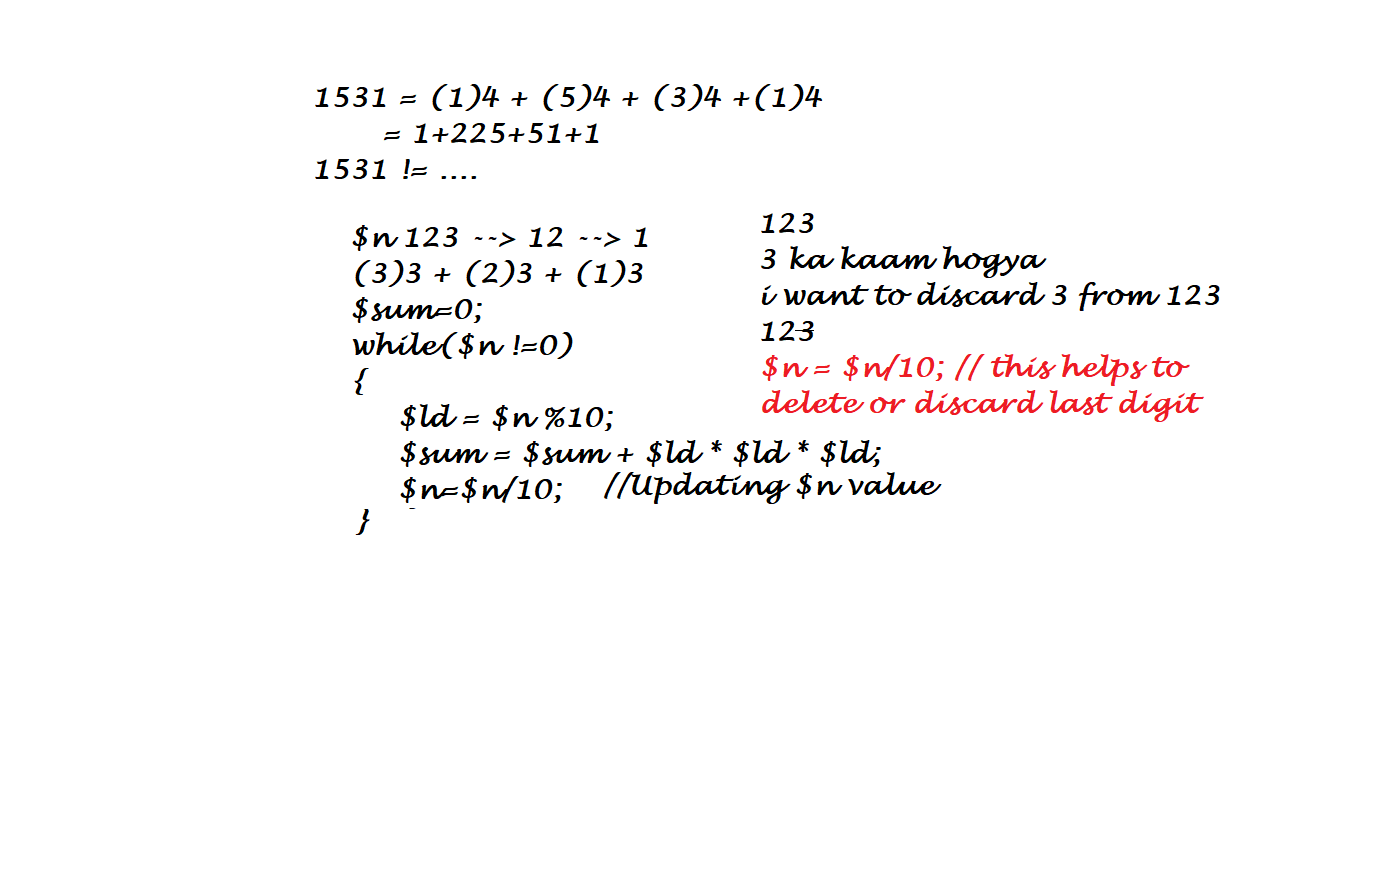 1531 = (1)4 + (5)4 + (3)4 +(1)4
= 1+225+51+1
1531 != ....
$n 123 --> 12 --> 1
(3)3 + (2)3 + (1)3
$sum=0;
while($n !=0)
{
$ld = $n %10;
$sum = $sum + $ld * $ld * $ld;
$n=$n/10; //Updating $n value
}
123
3 ka kaam hogya
i want to discard 3 from 123
123
$n = $n/10; // this helps to
delete or discard last digit